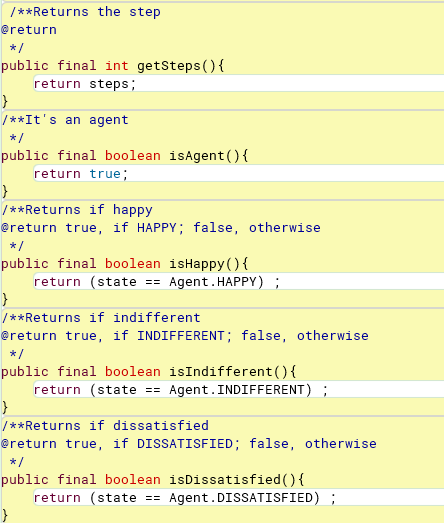 /**Returns the step
@return
*/
public final int getSteps(){
return steps;
}
/**It's an agent
*/
public final boolean isAgent(){
return true;
}
/**Returns if happy
@return true, if HAPPY; false, otherwise
*/
public final boolean isHappy(){
return (state == Agent.HAPPY) ;
}
/**Returns if indifferent
@return true, if INDIFFERENT; false, otherwise
*/
public final boolean isIndifferent(){
return (state == Agent.INDIFFERENT) ;
}
/**Returns if dissatisfied
@return true, if DISSATISFIED; false, otherwise
*/
public final boolean isDissatisfied(){
return (state == Agent.DISSATISFIED) ;
}